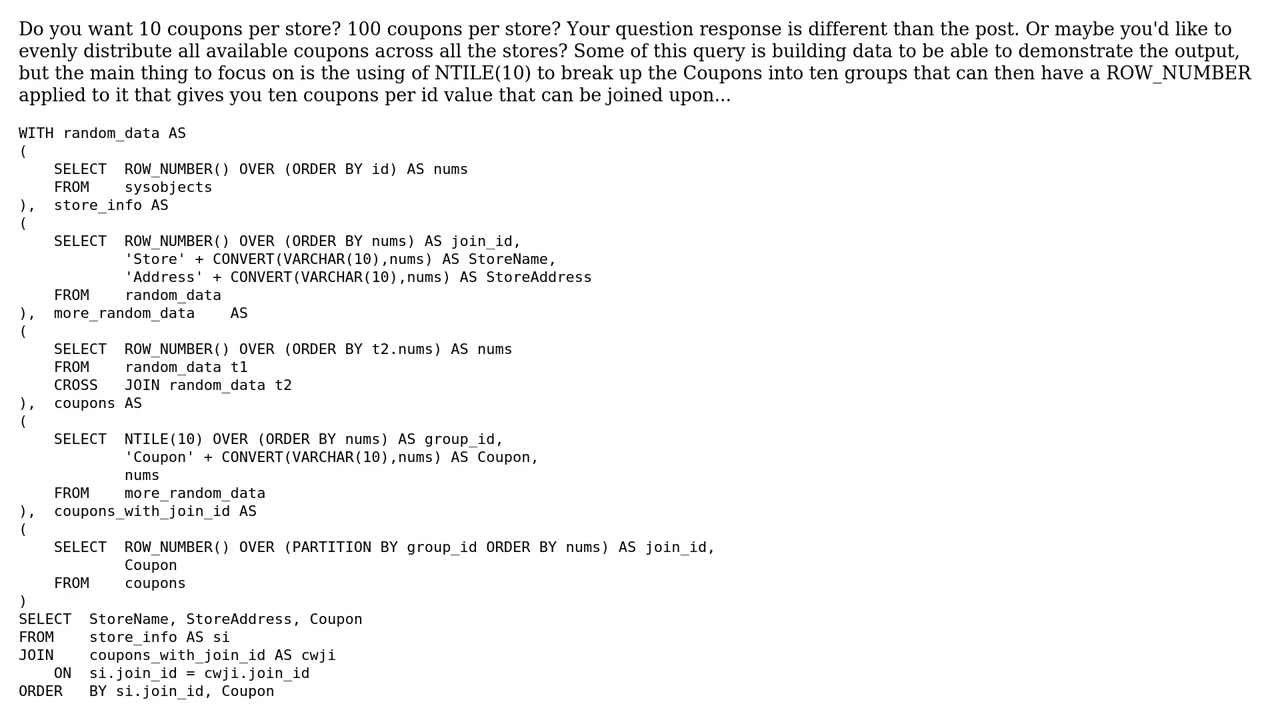 Do you want 10 coupons per store? 100 coupons per store? Your question response is different than the post. Or maybe you'd like to
evenly distribute all available coupons across all the stores? Some of this query is building data to be able to demonstrate the output,
but the main thing to focus on is the using of NTILE(10) to break up the Coupons into ten groups that can then have a ROW_NUMBER
applied to it that gives you ten coupons per id value that can be joined upon...
WITH random_data AS
(
    SELECT  ROW_NUMBER() OVER (ORDER BY id) AS nums
    FROM    sysobjects
),  store_info AS
(
    SELECT  ROW_NUMBER() OVER (ORDER BY nums) AS join_id,
            'Store' + CONVERT(VARCHAR(10),nums) AS StoreName,
            'Address' + CONVERT(VARCHAR(10),nums) AS StoreAddress
    FROM    random_data
),  more_random_data    AS
(
    SELECT  ROW_NUMBER() OVER (ORDER BY t2.nums) AS nums
    FROM    random_data t1
    CROSS   JOIN random_data t2
),  coupons AS
(
    SELECT  NTILE(10) OVER (ORDER BY nums) AS group_id,
            'Coupon' + CONVERT(VARCHAR(10),nums) AS Coupon,
            nums
    FROM    more_random_data
),  coupons_with_join_id AS
(
    SELECT  ROW_NUMBER() OVER (PARTITION BY group_id ORDER BY nums) AS join_id,
            Coupon
    FROM    coupons
)
SELECT  StoreName, StoreAddress, Coupon
FROM    store_info AS si
JOIN    coupons_with_join_id AS cwji
    ON  si.join_id = cwji.join_id
ORDER   BY si.join_id, Coupon